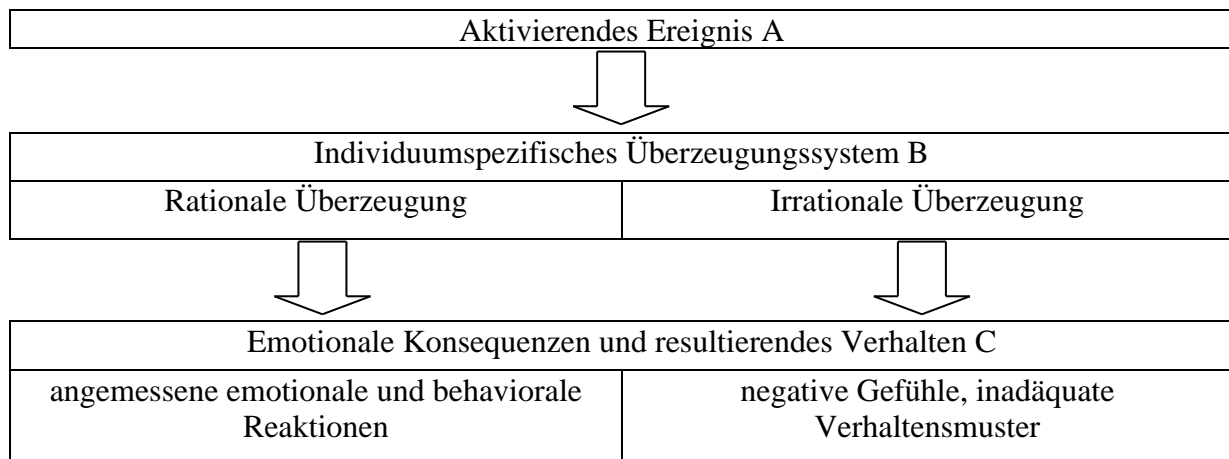 Aktivierendes Ereignis A
Individuumspezifisches Überzeugungssystem B
Rationale Überzeugung
Irrationale Überzeugung
Emotionale Konsequenzen und resultierendes Verhalten C
angemessene emotionale und behaviorale
Reaktionen
negative Gefühle, inadäquate
Verhaltensmuster